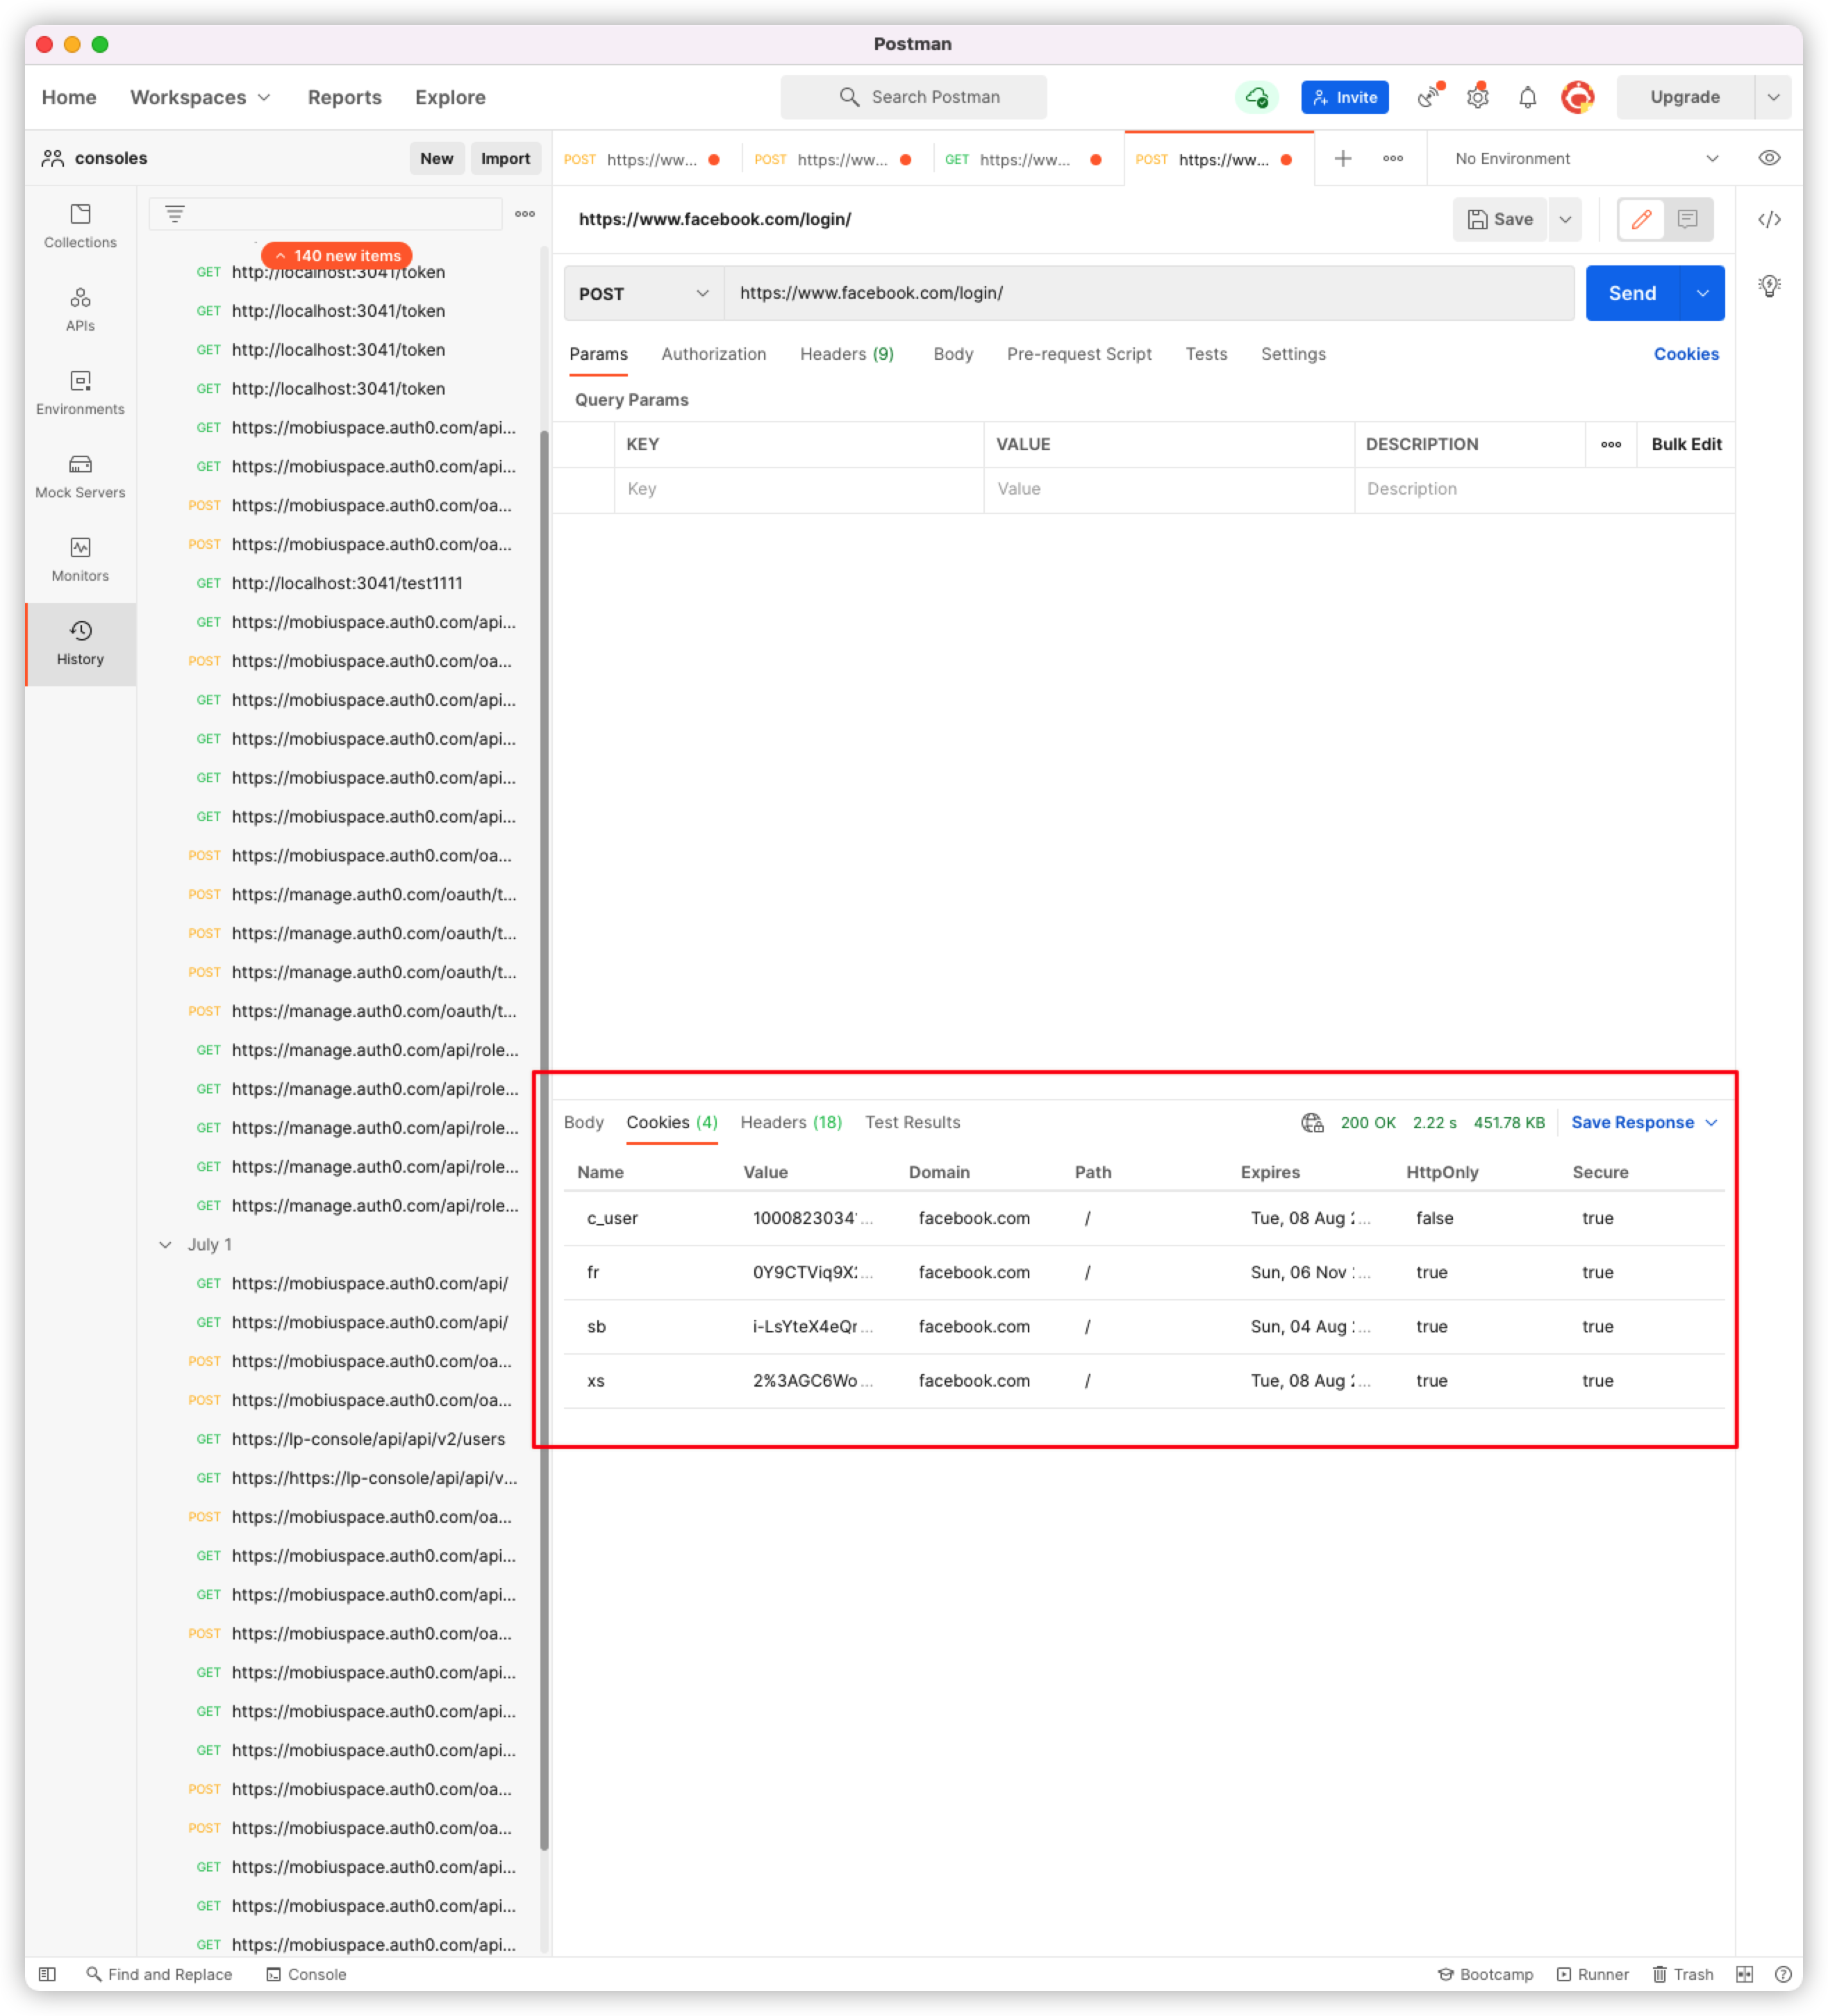 Postman
Home Workspaces Reports Explore Search Postman Invite Upgrade
consoles New Import POST https://ww... POST https://ww... GET https://ww... POST https://ww... No Environment
Collections
APIs
Environments
Mock Servers
Monitors
History
140 new items
GET http://localhost:3041/token
GET http://localhost:3041/token
GET http://localhost:3041/token
GET http://localhost:3041/token
GET https://mobiuspace.auth0.com/api...
GET https://mobiuspace.auth0.com/api...
POST https://mobiuspace.auth0.com/oa...
POST https://mobiuspace.auth0.com/oa...
GET http://localhost:3041/test1111
GET https://mobiuspace.auth0.com/api...
POST https://mobiuspace.auth0.com/oa...
GET https://mobiuspace.auth0.com/api...
GET https://mobiuspace.auth0.com/api...
GET https://mobiuspace.auth0.com/api...
GET https://mobiuspace.auth0.com/api...
POST https://mobiuspace.auth0.com/oa...
POST https://manage.auth0.com/oauth/t...
POST https://manage.auth0.com/oauth/t...
POST https://manage.auth0.com/oauth/t...
POST https://manage.auth0.com/oauth/t...
GET https://manage.auth0.com/api/role...
GET https://manage.auth0.com/api/role...
GET https://manage.auth0.com/api/role...
GET https://manage.auth0.com/api/role...
GET https://manage.auth0.com/api/role...
July 1
GET https://mobiuspace.auth0.com/api/
GET https://mobiuspace.auth0.com/api/
POST https://mobiuspace.auth0.com/oa...
POST https://mobiuspace.auth0.com/oa...
GET https://lp-console/api/api/v2/users
GET https://https://lp-console/api/api/v...
POST https://mobiuspace.auth0.com/oa...
GET https://mobiuspace.auth0.com/api...
GET https://mobiuspace.auth0.com/api...
POST https://mobiuspace.auth0.com/oa...
GET https://mobiuspace.auth0.com/api...
GET https://mobiuspace.auth0.com/api...
GET https://mobiuspace.auth0.com/api...
POST https://mobiuspace.auth0.com/oa...
POST https://mobiuspace.auth0.com/oa...
GET https://mobiuspace.auth0.com/api...
GET https://mobiuspace.auth0.com/api...
GET https://mobiuspace.auth0.com/api...
https://www.facebook.com/login/ Save
POST https://www.facebook.com/login/ Send
Params Authorization Headers (9) Body Pre-request Script Tests Settings Cookies
Query Params
KEY VALUE DESCRIPTION Bulk Edit
Key Value Description
Body Cookies (4) Headers (18) Test Results 200 OK 2.22 s 451.78 KB Save Response
Name Value Domain Path Expires HttpOnly Secure
c_user 1000823034... facebook.com / Tue, 08 Aug ... false true
fr 0Y9CTViq9X... facebook.com / Sun, 06 Nov ... true true
sb i-LsYteX4eQ... facebook.com / Sun, 04 Aug ... true true
xs 2%3AGC6Wo... facebook.com / Tue, 08 Aug ... true true
Find and Replace Console Bootcamp Runner Trash